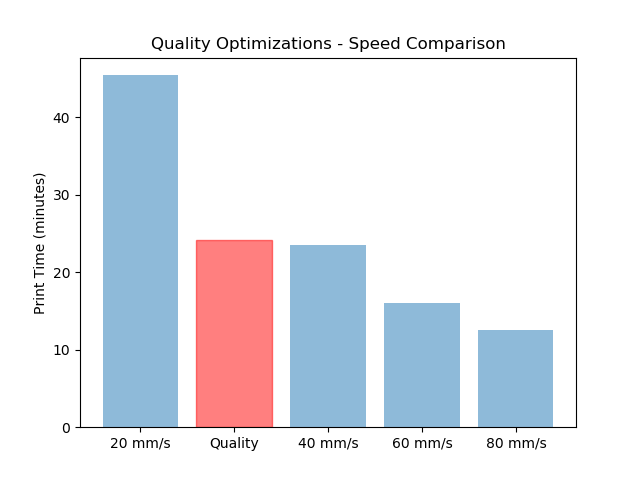 Quality Optimizations - Speed Comparison
Print Time (minutes)
40
30
20
10
0
20 mm/s
Quality
40 mm/s
60 mm/s
80 mm/s